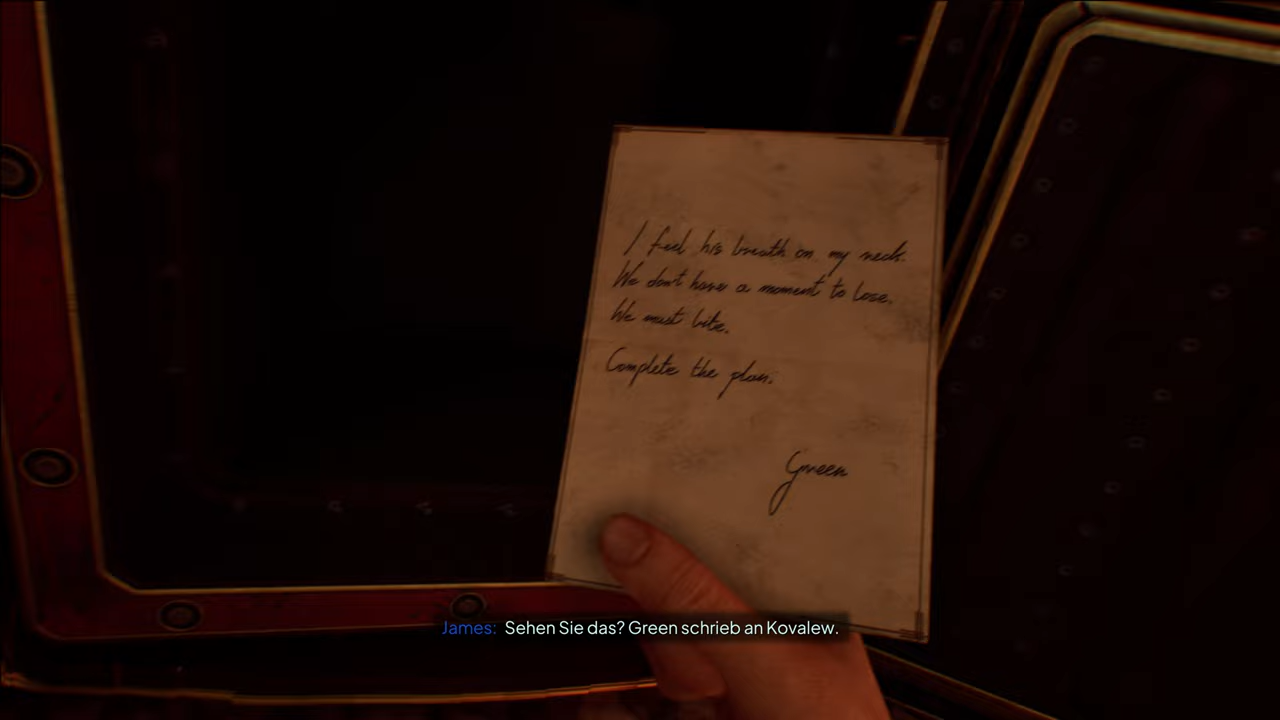 I feel his breath on my neck.
We don't have a moment to lose.
We must bite.
Complete the plan.
Green
James: Sehen Sie das? Green schrieb an Kovalew.